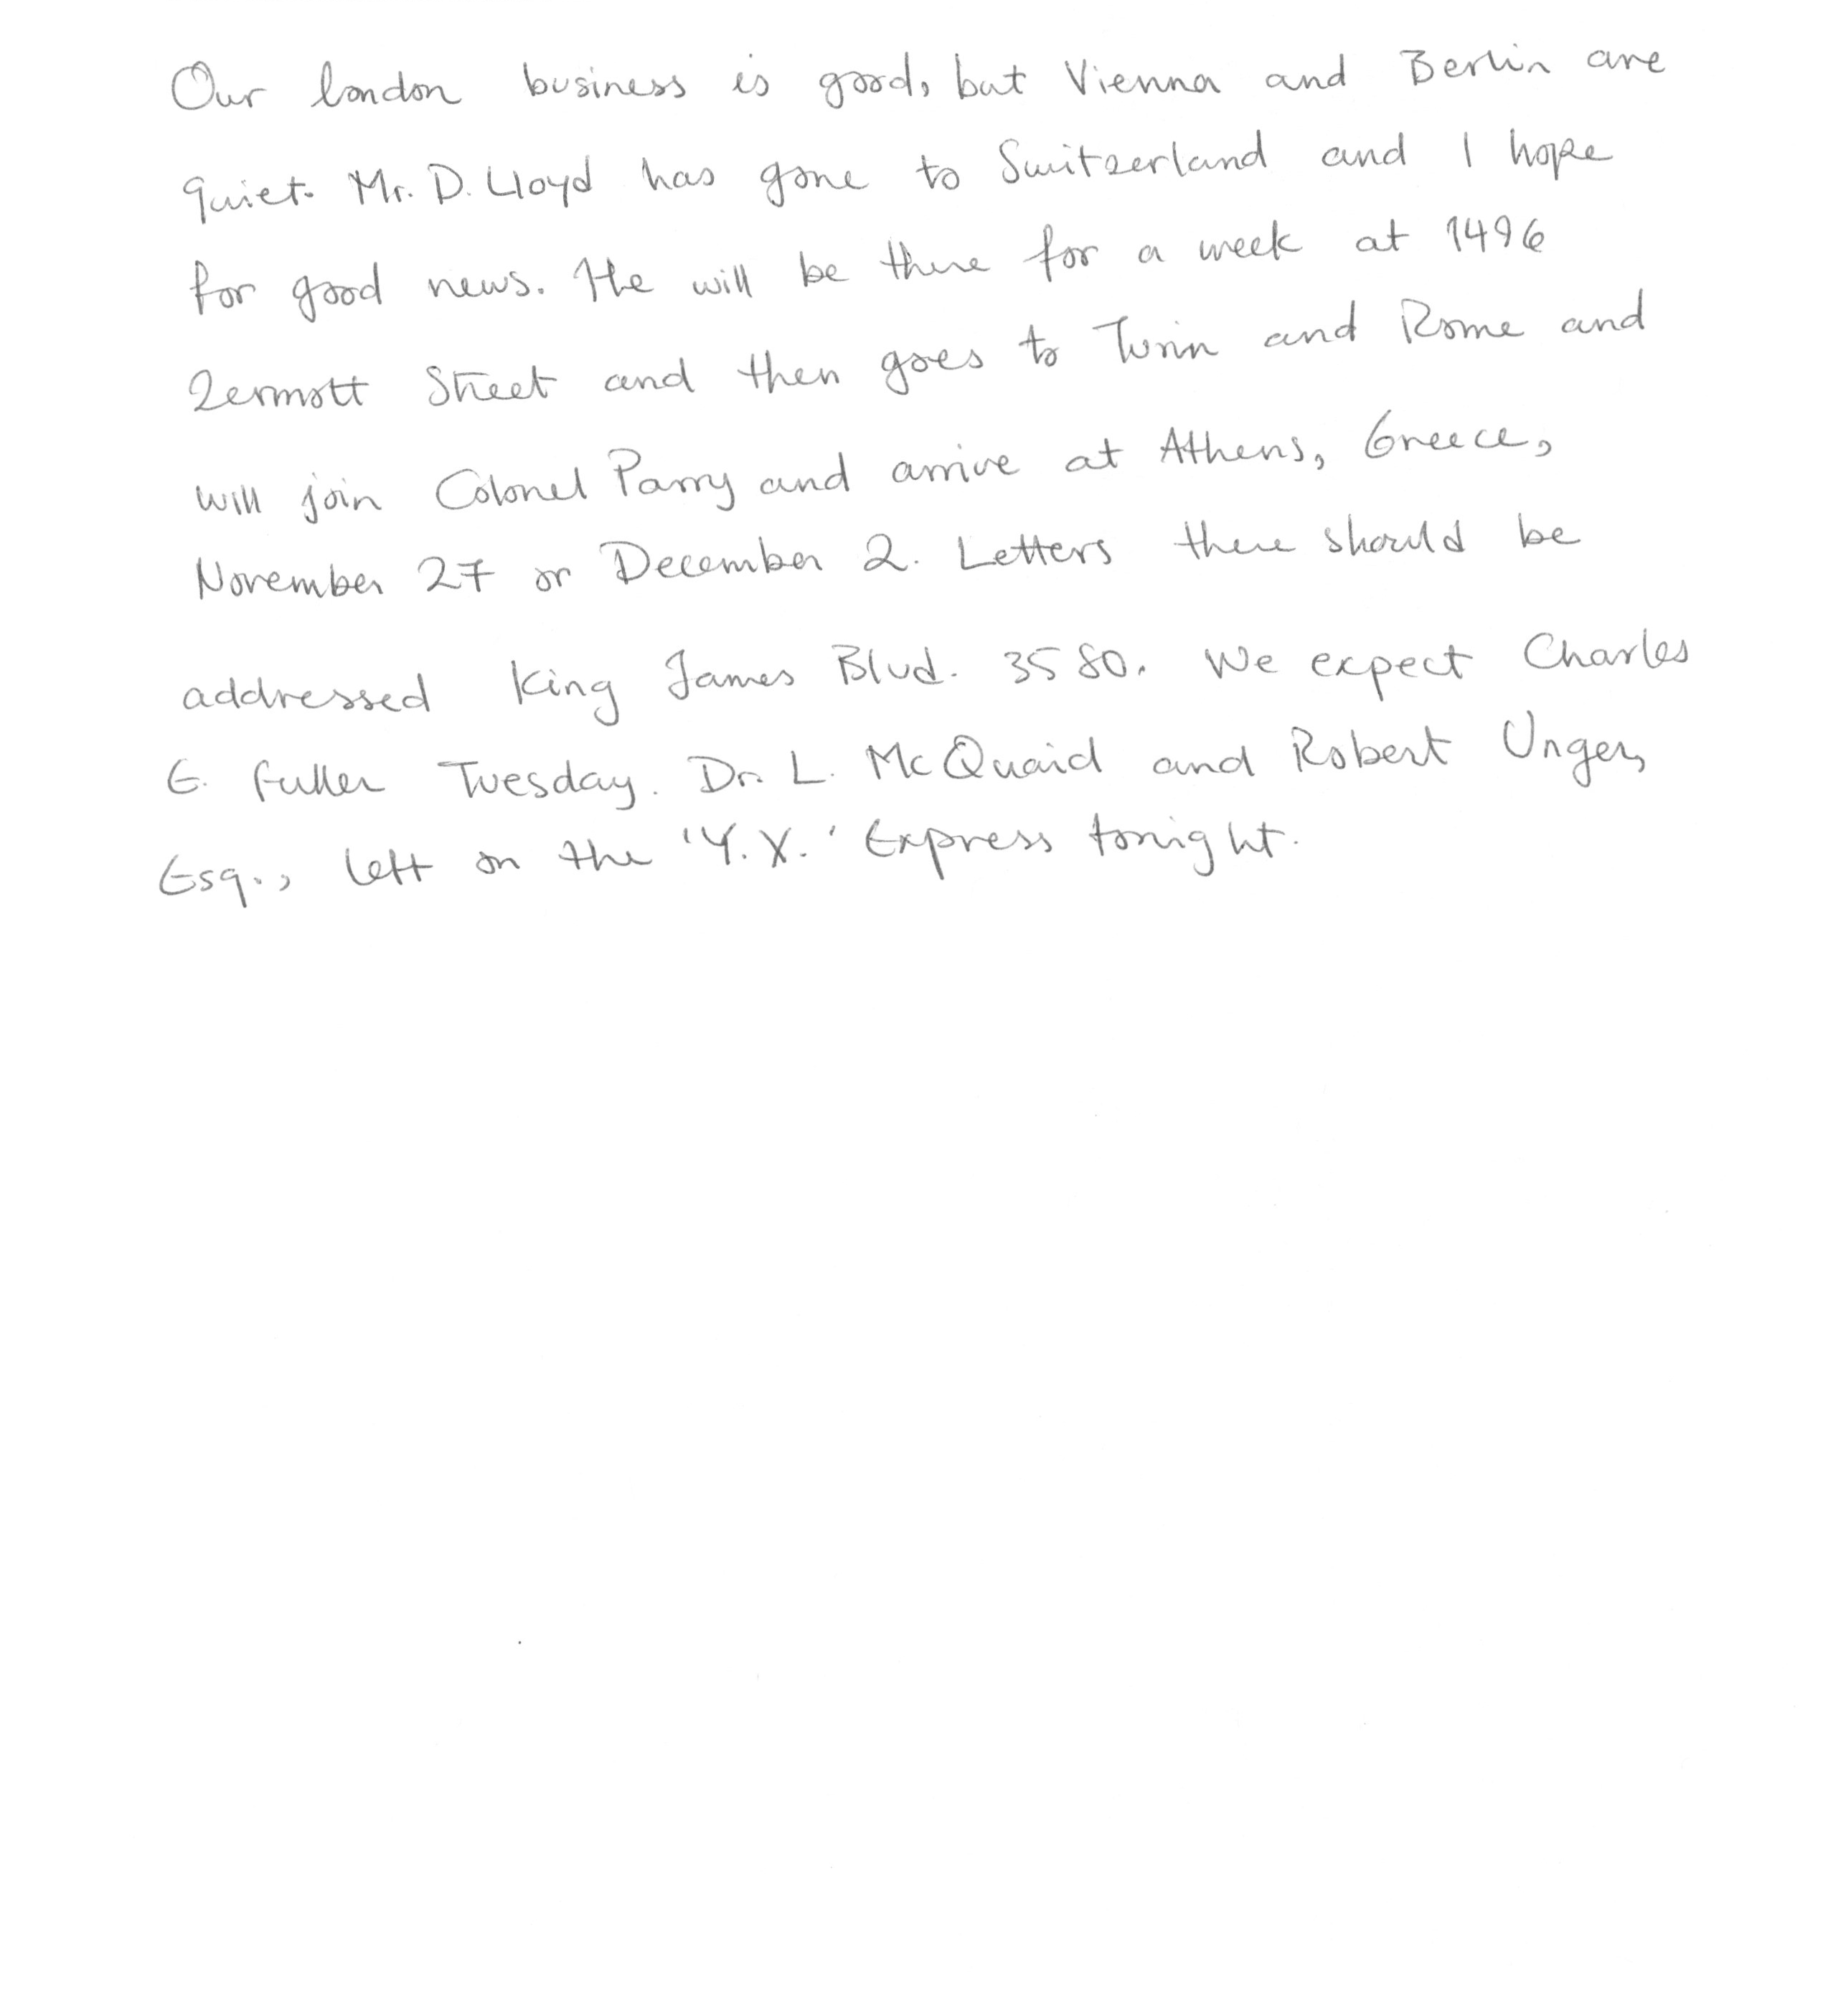 Our london business is good, but Vienna and Berlin are
quiet. Mr. D. Lloyd has gone to Switzerland and I hope
for good news. He will be there for a week at 1496
Zermott Street and then goes to Turin and Rome and
will join Colonel Parry and arrive at Athens, Greece,
November 27 or December 2. Letters there should be
addressed King James Blvd. 3580. We expect Charles
E. Fuller Tuesday. Dr. L. McQuaid and Robert Unger,
Esq., left on the 'Y.X.' Express tonight.